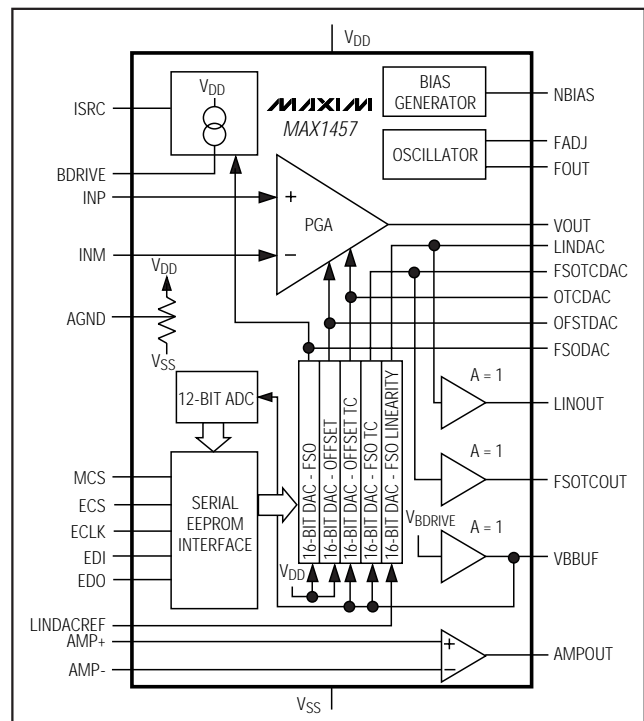 VDD
BIAS
GENERATOR
NBIAS
ISRC
VDD
MAXIM
MAX1457
OSCILLATOR
FADJ
FOUT
BDRIVE
INP
+
PGA
VOUT
INM
−
LINDAC
FSOTCDAC
VDD
OTCDAC
AGND
OFSTDAC
VSS
FSODAC
12-BIT ADC
16-BIT DAC - FSO
16-BIT DAC - OFFSET
16-BIT DAC - OFFSET TC
16-BIT DAC - FSO TC
16-BIT DAC - FSO LINEARITY
A = 1
LINOUT
MCS
ECS
ECLK
EDI
EDO
SERIAL
EEPROM
INTERFACE
A = 1
FSOTCOUT
VBDRIVE
A = 1
VBBUF
VDD
LINDACREF
AMP+
+
AMP-
−
AMPOUT
VSS